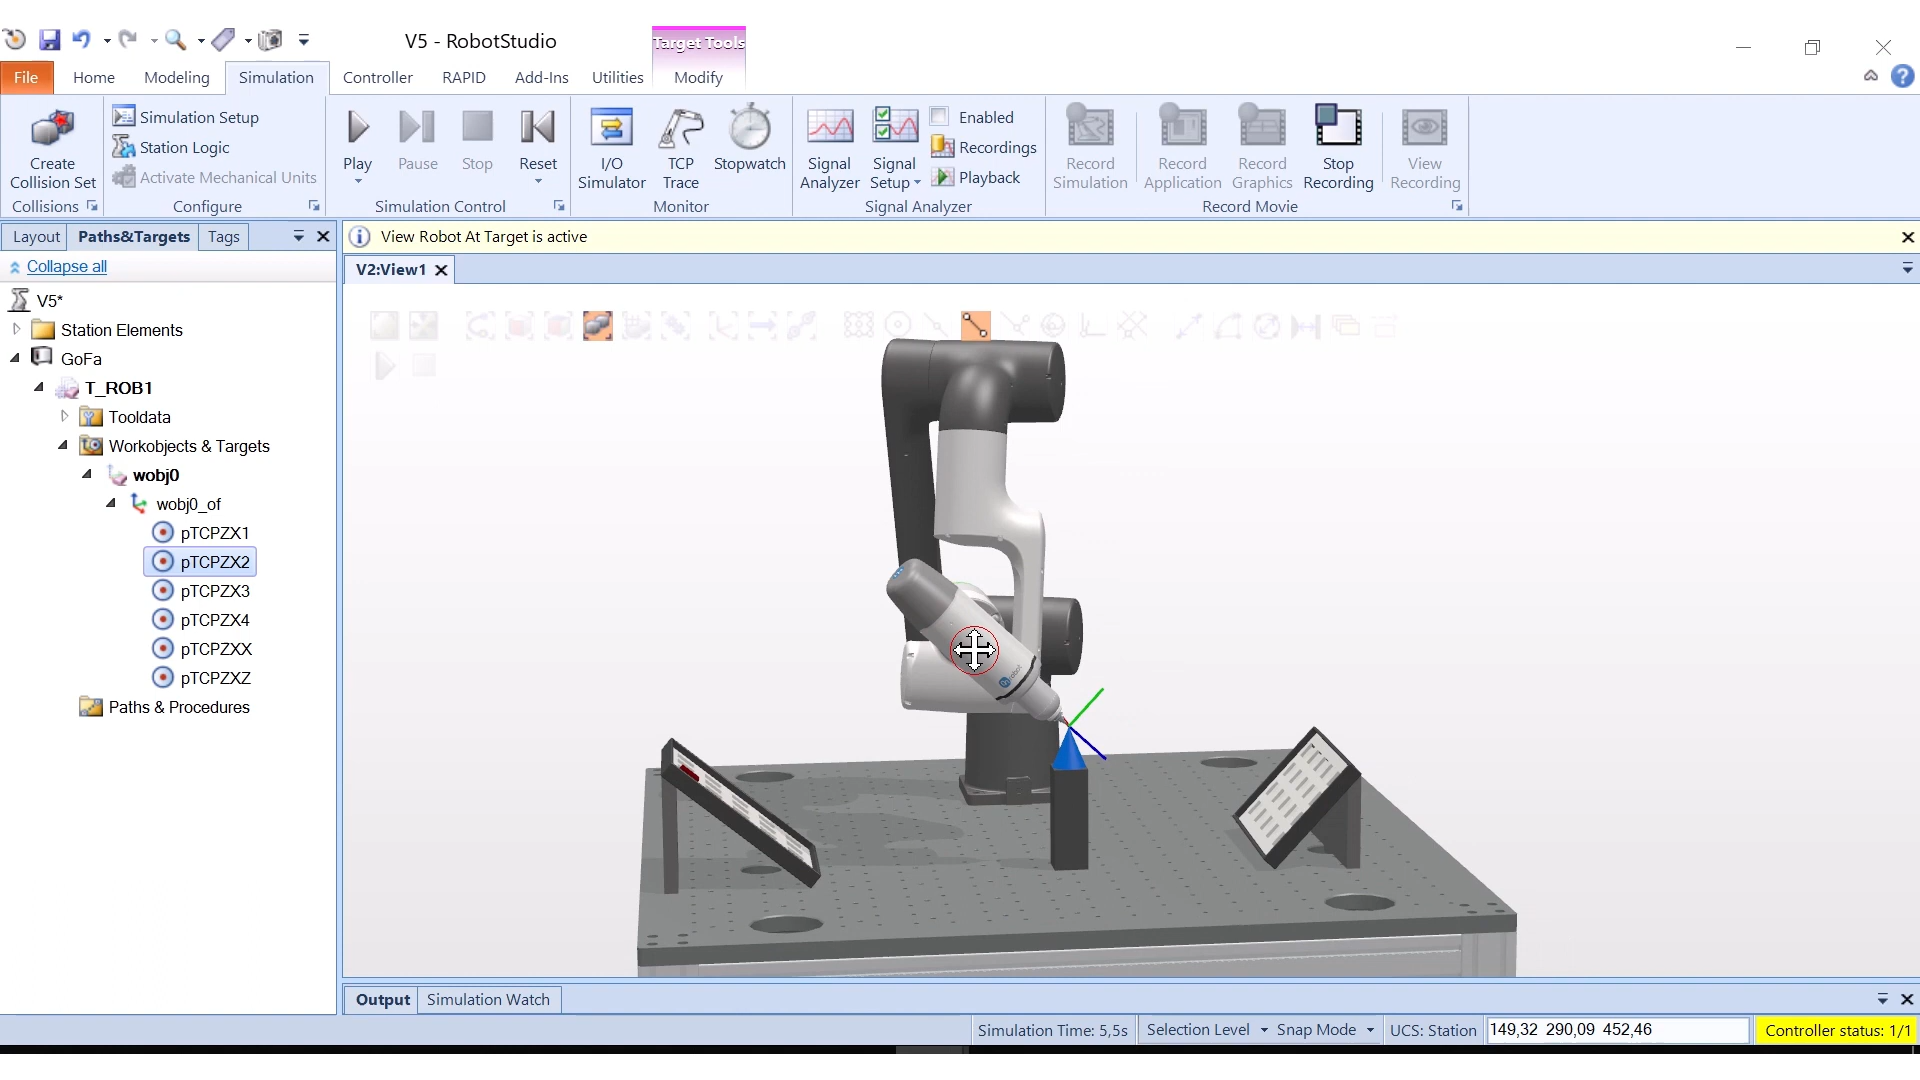 V5 - RobotStudio
Target Tools
File
Home
Modeling
Simulation
Controller
RAPID
Add-Ins
Utilities
Modify
Create
Collision Set
Collisions
Simulation Setup
Station Logic
Activate Mechanical Units
Configure
Play
Pause
Stop
Reset
Simulation Control
I/O
Simulator
TCP
Trace
Stopwatch
Monitor
Signal
Analyzer
Signal
Setup
Enabled
Recordings
Playback
Signal Analyzer
Record
Simulation
Record
Application
Record
Graphics
Stop
Recording
View
Recording
Record Movie
Layout
Paths&Targets
Tags
View Robot At Target is active
Collapse all
V2:View1
V5*
Station Elements
GoFa
T_ROB1
Tooldata
Workobjects & Targets
wobj0
wobj0_of
pTCPZX1
pTCPZX2
pTCPZX3
pTCPZX4
pTCPZXX
pTCPZXZ
Paths & Procedures
Output
Simulation Watch
Simulation Time: 5,5s
Selection Level
Snap Mode
UCS: Station
149,32 290,09 452,46
Controller status: 1/1